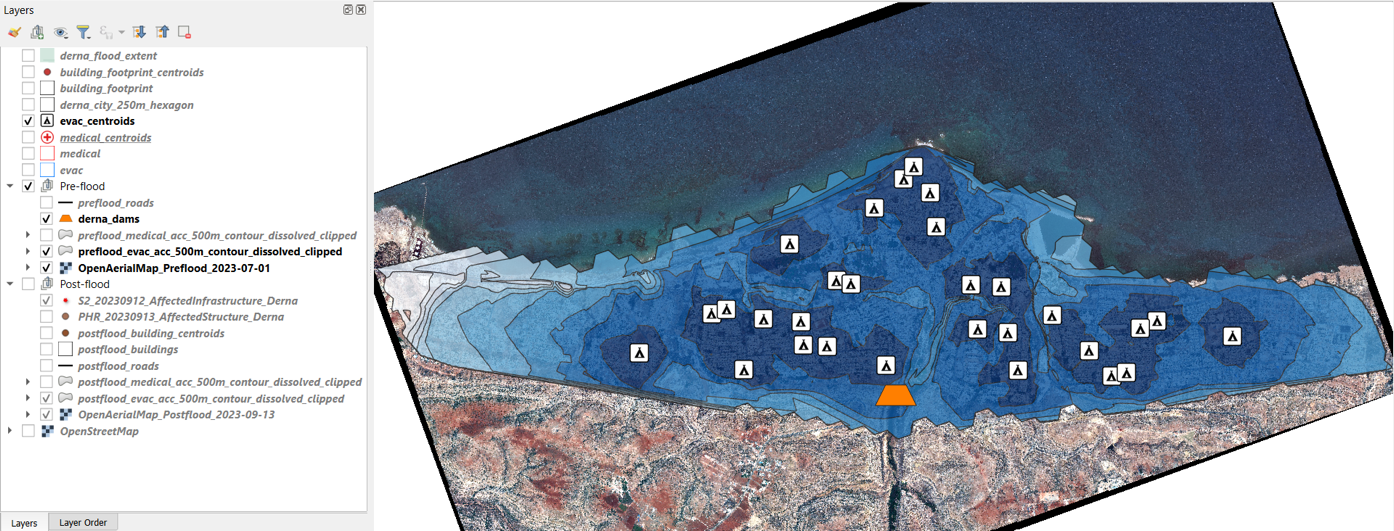 Layers
derna_flood_extent
building_footprint_centroids
building_footprint
derna_city_250m_hexagon
evac_centroids
medical_centroids
medical
evac
Pre-flood
preflood_roads
derna_dams
preflood_medical_acc_500m_contour_dissolved_clipped
preflood_evac_acc_500m_contour_dissolved_clipped
OpenAerialMap_Preflood_2023-07-01
Post-flood
S2_20230912_AffectedInfrastructure_Derna
PHR_20230913_AffectedStructure_Derna
postflood_building_centroids
postflood_buildings
postflood_roads
postflood_medical_acc_500m_contour_dissolved_clipped
postflood_evac_acc_500m_contour_dissolved_clipped
OpenAerialMap_Postflood_2023-09-13
OpenStreetMap
Layers Layer Order